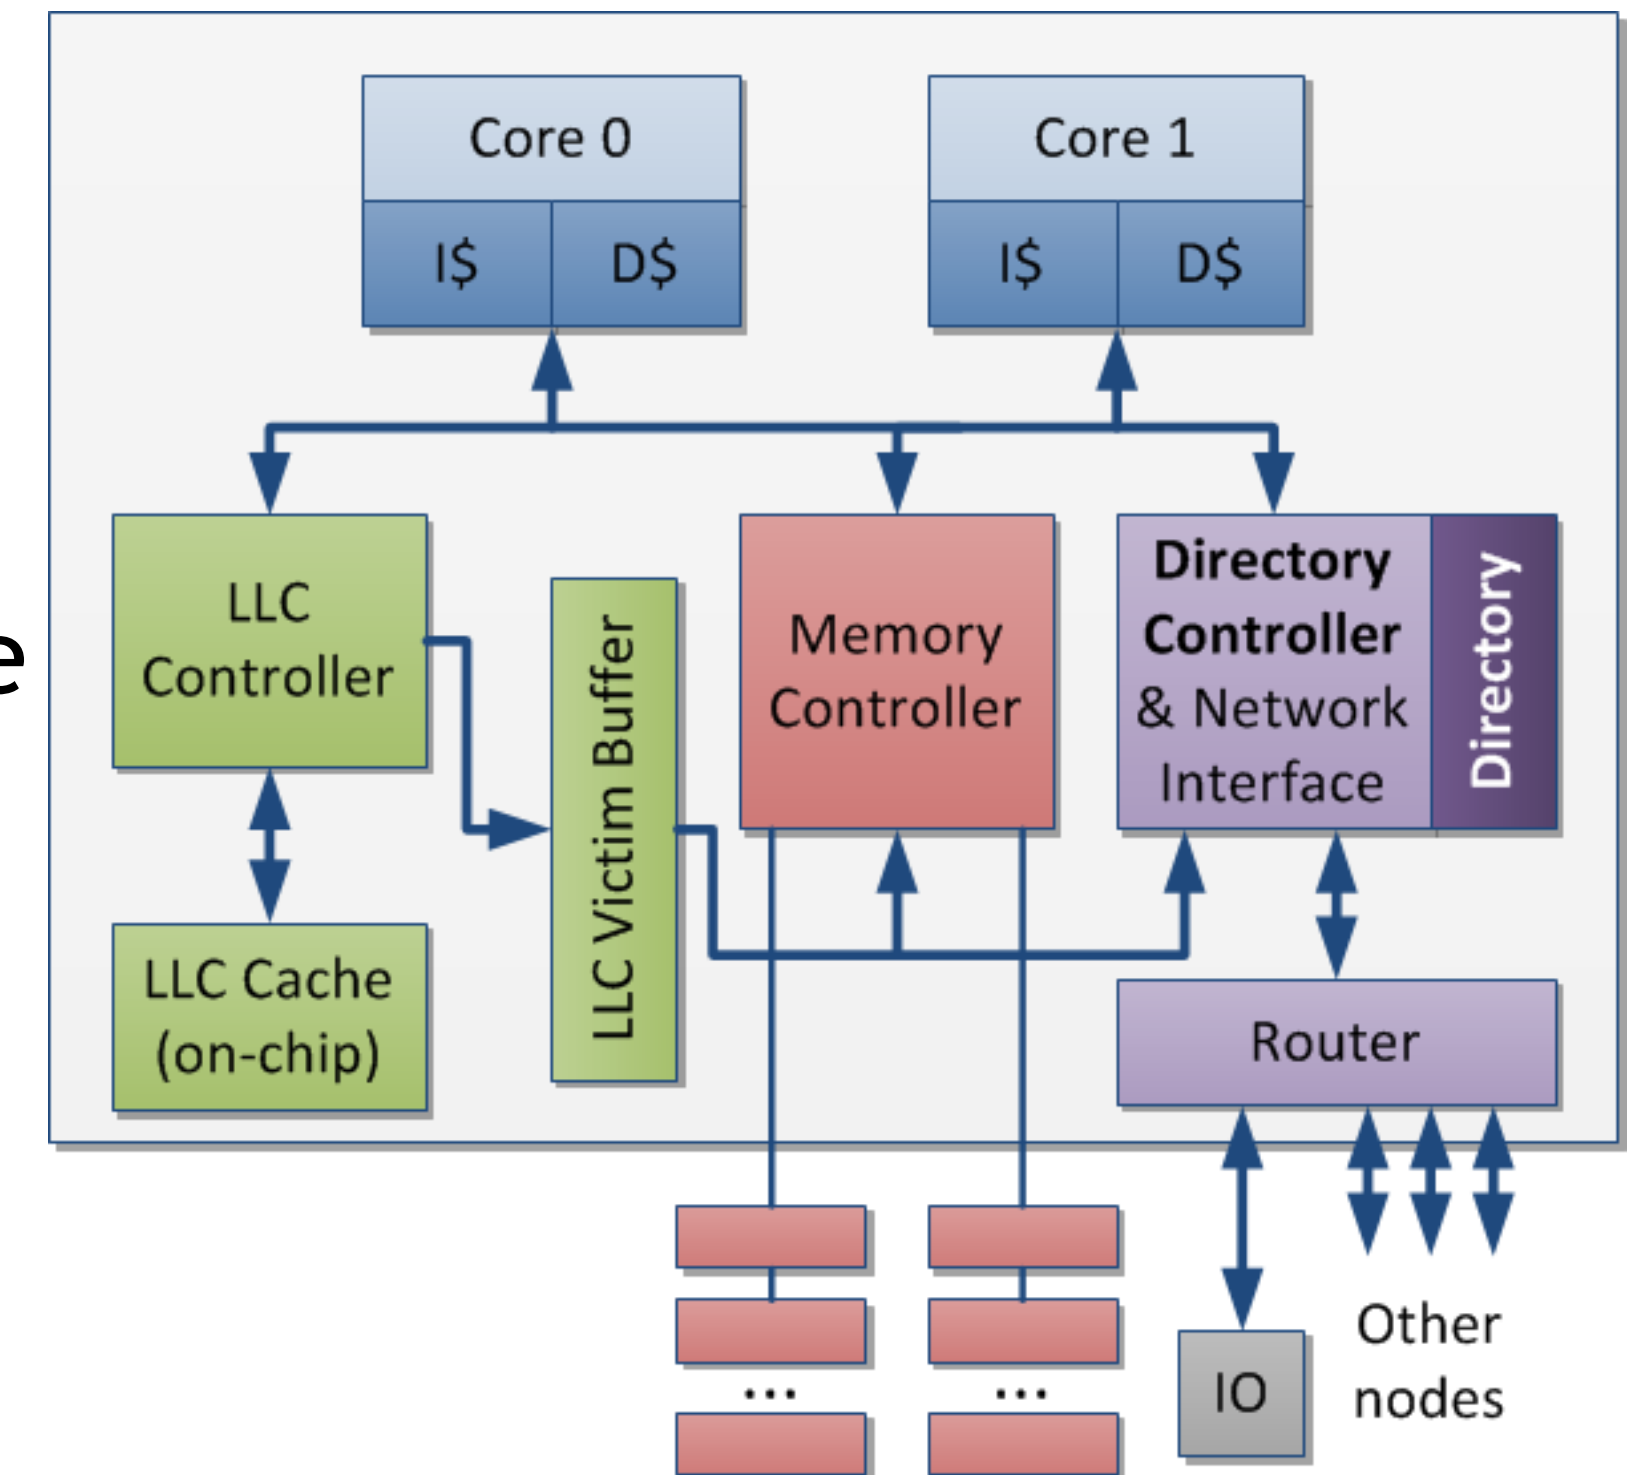 Core 0
Core 1
I$
D$
I$
D$
LLC
Controller
LLC Victim Buffer
Memory
Controller
Directory
Controller
& Network
Interface
Directory
e
LLC Cache
(on-chip)
Router
...
...
IO
Other
nodes